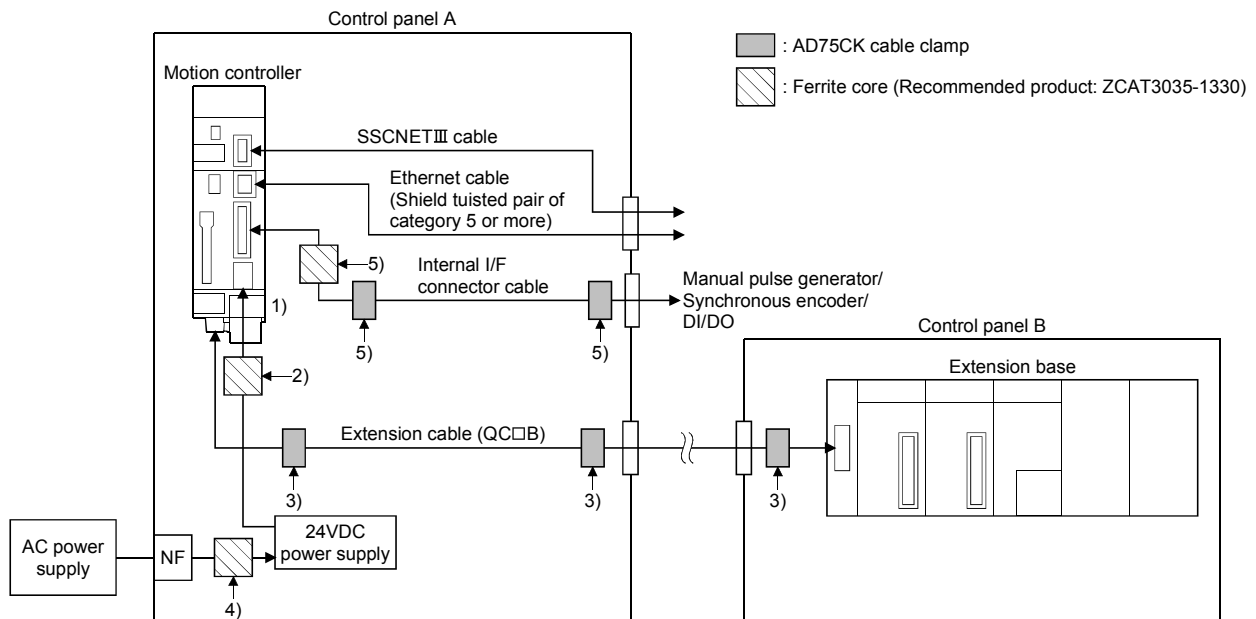 Control panel A
: AD75CK cable clamp
Motion controller
: Ferrite core (Recommended product: ZCAT3035-1330)
SSCNETⅢ cable
Ethernet cable
(Shield tuisted pair of
category 5 or more)
5)
Internal I/F
connector cable
Manual pulse generator/
Synchronous encoder/
DI/DO
1)
5)
5)
Control panel B
2)
Extension base
Extension cable (QC□B)
3)
3)
3)
AC power
supply
NF
24VDC
power supply
4)